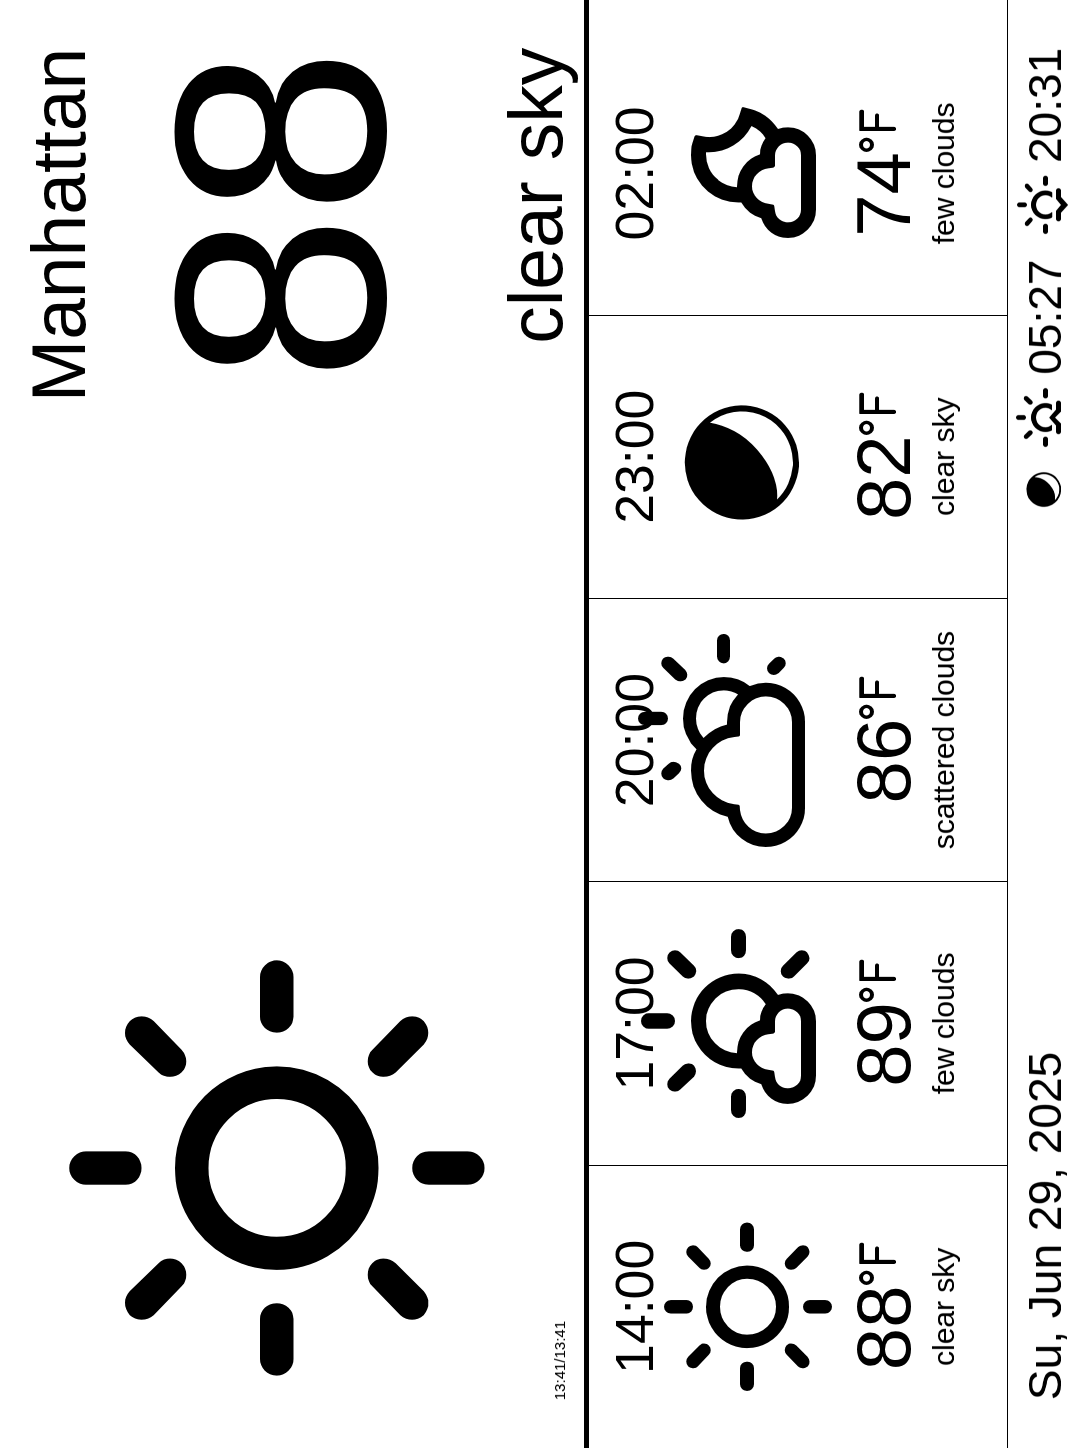 Manhattan
88
clear sky
13:41/13:41
14:00
88°F
clear sky
17:00
89°F
few clouds
20:00
86°F
scattered clouds
23:00
82°F
clear sky
02:00
74°F
few clouds
Su, Jun 29, 2025
05:27 20:31